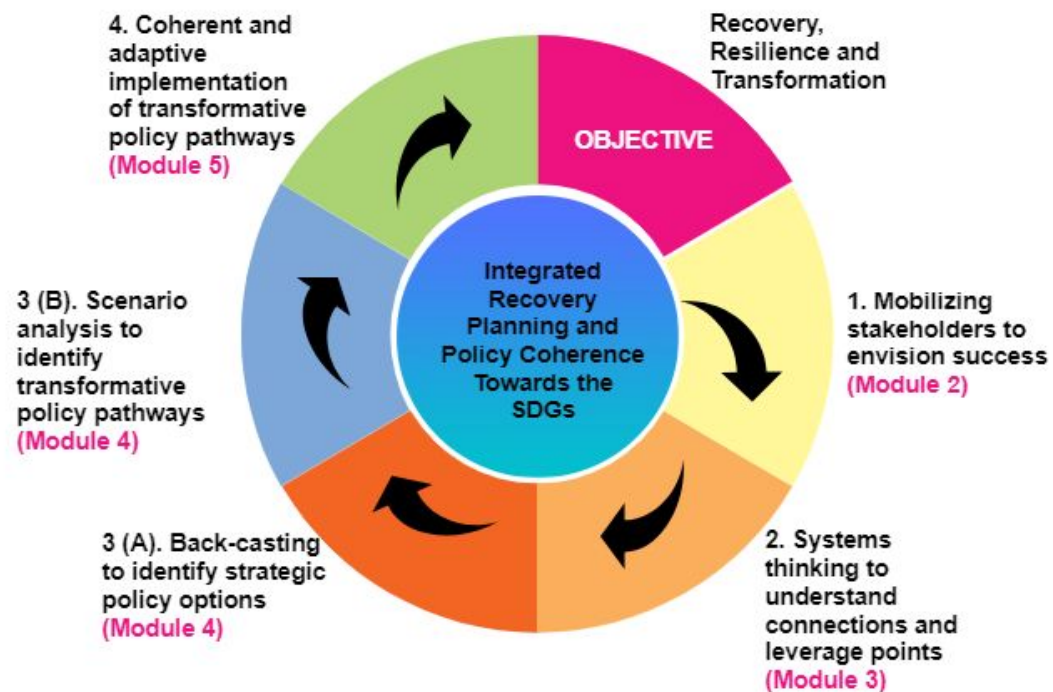 Recovery,
Resilience and
Transformation
OBJECTIVE
1. Mobilizing
stakeholders to
envision success
(Module 2)
2. Systems
thinking to
understand
connections and
leverage points
(Module 3)
3 (A). Back-casting
to identify strategic
policy options
(Module 4)
3 (B). Scenario
analysis to
identify
transformative
policy pathways
(Module 4)
4. Coherent and
adaptive
implementation
of transformative
policy pathways
(Module 5)
Integrated
Recovery
Planning and
Policy Coherence
Towards the
SDGs